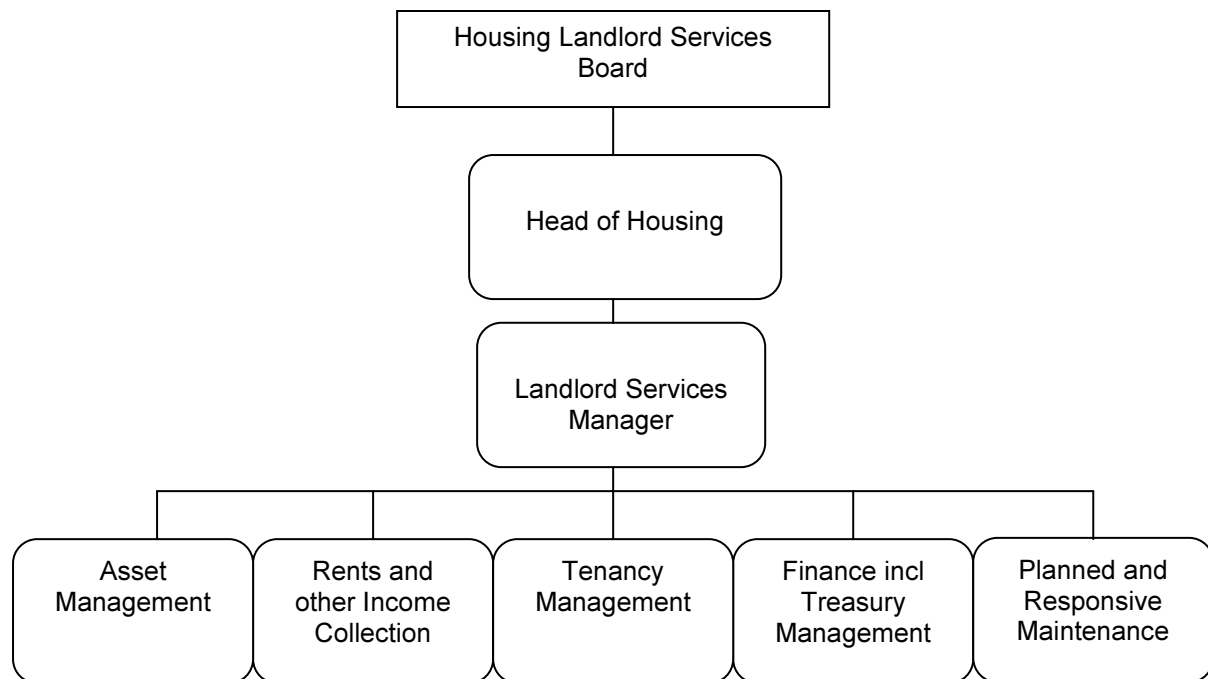 Housing Landlord Services
Board
Head of Housing
Landlord Services
Manager
Asset
Management
Rents and
other Income
Collection
Tenancy
Management
Finance incl
Treasury
Management
Planned and
Responsive
Maintenance